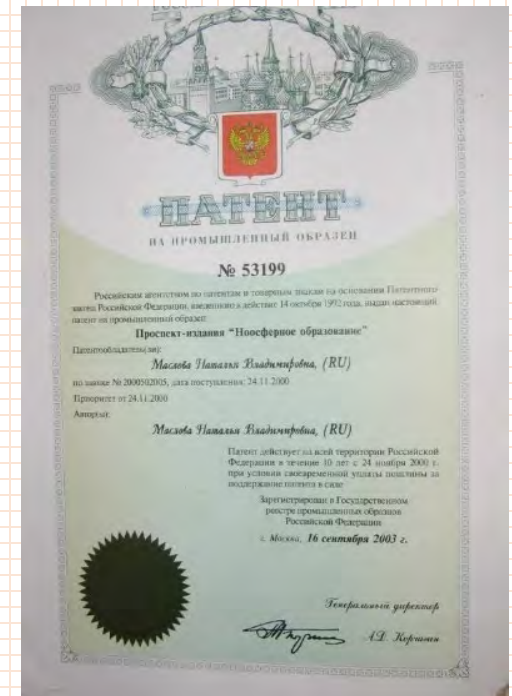 ПАТЕНТ
НА ПРОМЫШЛЕННЫЙ ОБРАЗЕЦ
№ 53199
Российским агентством по патентам и товарным знакам на основании Патентного
закона Российской Федерации, введенного в действие 14 октября 1992 года, выдан настоящий
патент на промышленный образец
Проспект-издания "Ноосферное образование"
Патентообладатель(ли):
Маслова Наталья Владимировна, (RU)
по заявке № 2000502005, дата поступления: 24.11.2000
Приоритет от 24.11.2000
Автор(ы):
Маслова Наталья Владимировна, (RU)
Патент действует на всей территории Российской
Федерации в течение 10 лет с 24 ноября 2000 г.
при условии своевременной уплаты пошлины за
поддержание патента в силе
Зарегистрирован в Государственном
реестре промышленных образцов
Российской Федерации
г. Москва, 16 сентября 2003 г.
Генеральный директор
А.Д. Корчагин